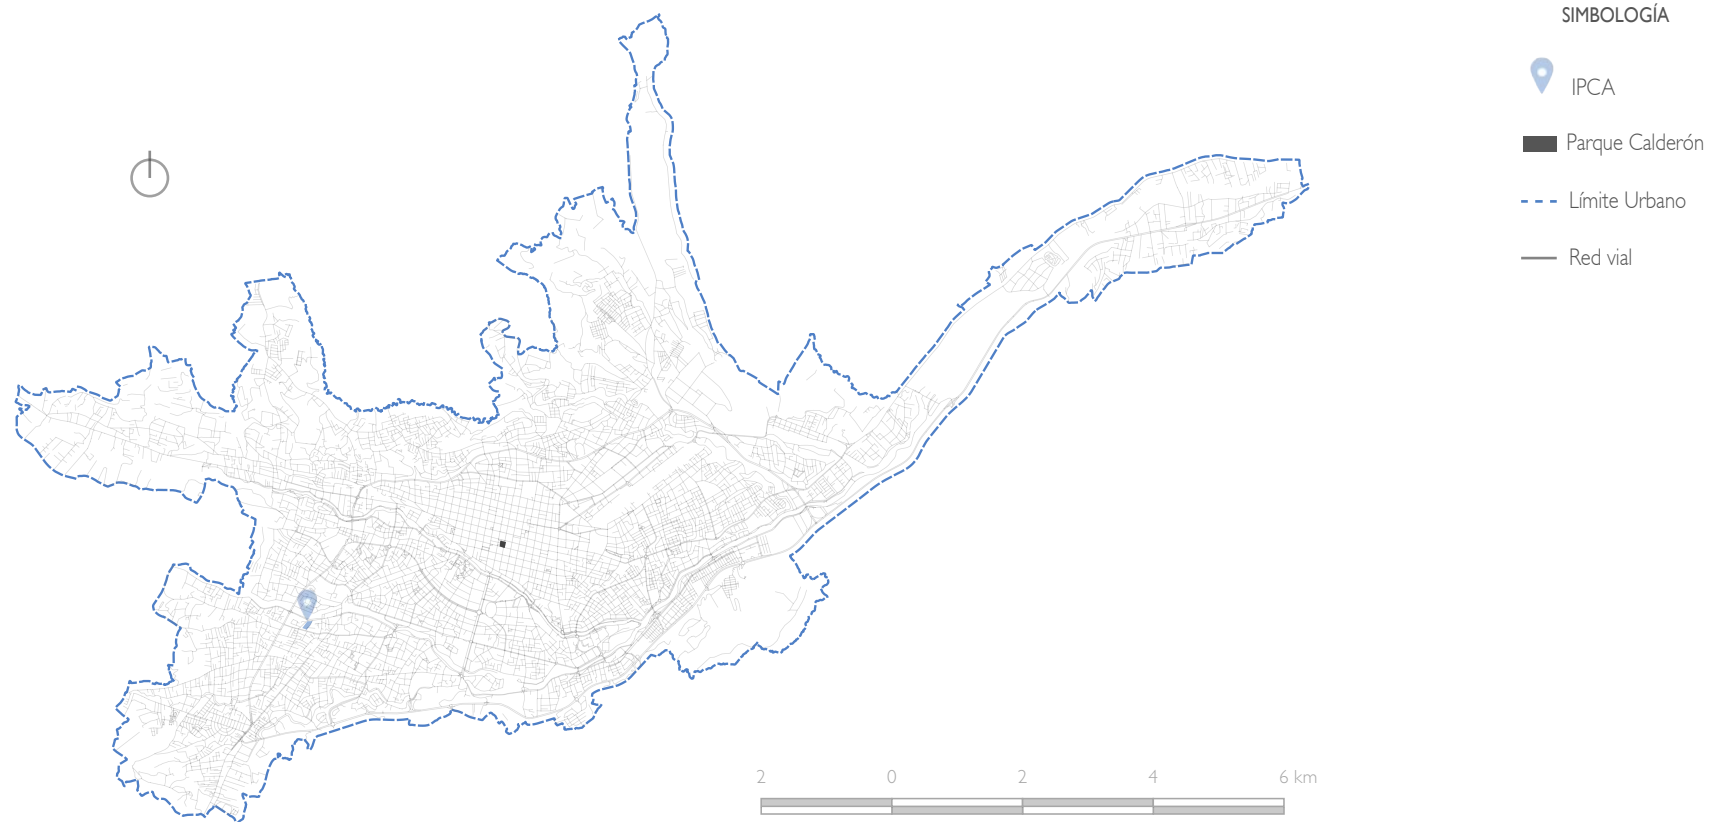 SIMBOLOGÍA
IPCA
Parque Calderón
Límite Urbano
Red vial
2 0 2 4 6 km